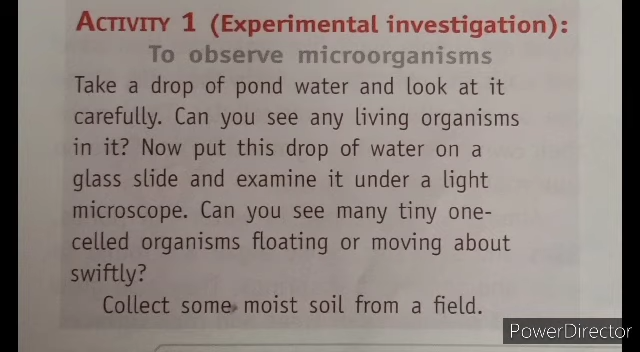 ACTIVITY 1 (Experimental investigation):
To observe microorganisms
Take a drop of pond water and look at it
carefully. Can you see any living organisms
in it? Now put this drop of water on a
glass slide and examine it under a light
microscope. Can you see many tiny one-
celled organisms floating or moving about
swiftly?
Collect some moist soil from a field.
PowerDirector